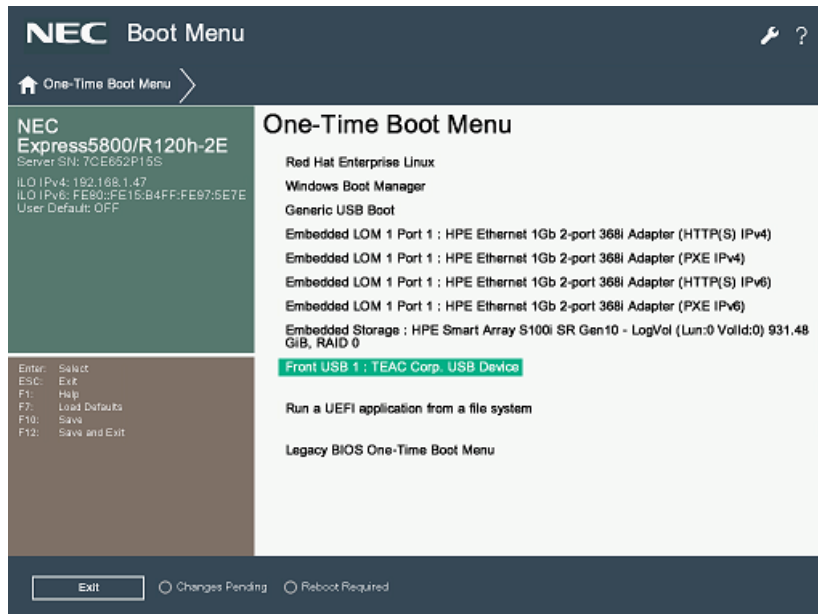 NEC Boot Menu
?
One-Time Boot Menu
NEC
Express5800/R120h-2E
Server SN: 7CE652P15S
iLO IPv4: 192.168.1.47
iLO IPv6: FE80::FE15:B4FF:FE97:5E7E
User Default: OFF
Enter: Select
ESC: Exit
F1: Help
F7: Load Defaults
F10: Save
F12: Save and Exit
One-Time Boot Menu
Red Hat Enterprise Linux
Windows Boot Manager
Generic USB Boot
Embedded LOM 1 Port 1 : HPE Ethernet 1Gb 2-port 368i Adapter (HTTP(S) IPv4)
Embedded LOM 1 Port 1 : HPE Ethernet 1Gb 2-port 368i Adapter (PXE IPv4)
Embedded LOM 1 Port 1 : HPE Ethernet 1Gb 2-port 368i Adapter (HTTP(S) IPv6)
Embedded LOM 1 Port 1 : HPE Ethernet 1Gb 2-port 368i Adapter (PXE IPv6)
Embedded Storage : HPE Smart Array S100i SR Gen10 - LogVol (Lun:0 VolId:0) 931.48
GiB, RAID 0
Front USB 1 : TEAC Corp. USB Device
Run a UEFI application from a file system
Legacy BIOS One-Time Boot Menu
Exit
Changes Pending
Reboot Required